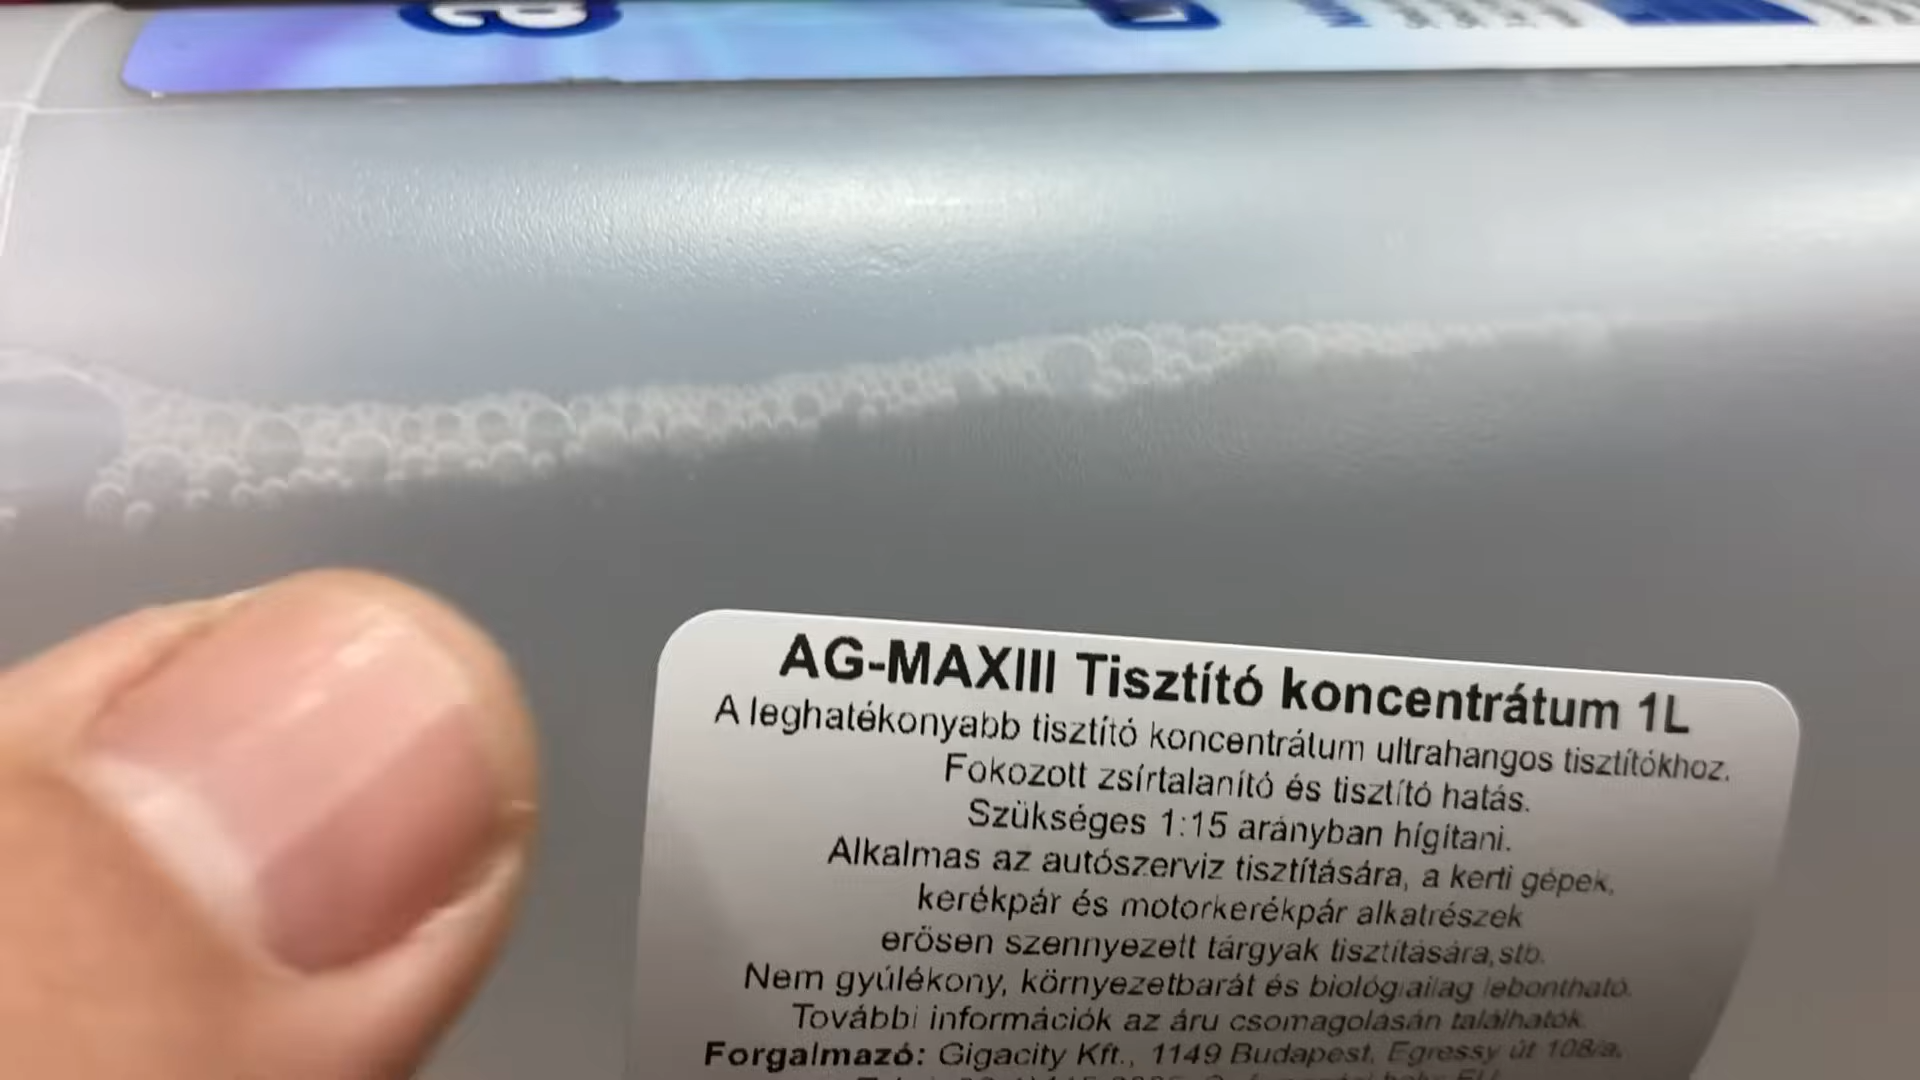 AG-MAXIII Tisztító koncentrátum 1L
A leghatékonyabb tisztító koncentrátum ultrahangos tisztítókhoz.
Fokozott zsírtalanító és tisztító hatás.
Szükséges 1:15 arányban hígítani.
Alkalmas az autószerviz tisztítására, a kerti gépek,
kerékpár és motorkerékpár alkatrészek
erösen szennyezett tárgyak tisztítására,stb.
Nem gyúlékony, környezetbarát és biológiailag lebontható.
További információk az áru csomagolásán találhatók.
Forgalmazó: Gigacity Kft., 1149 Budapest, Egressy út 108/a.